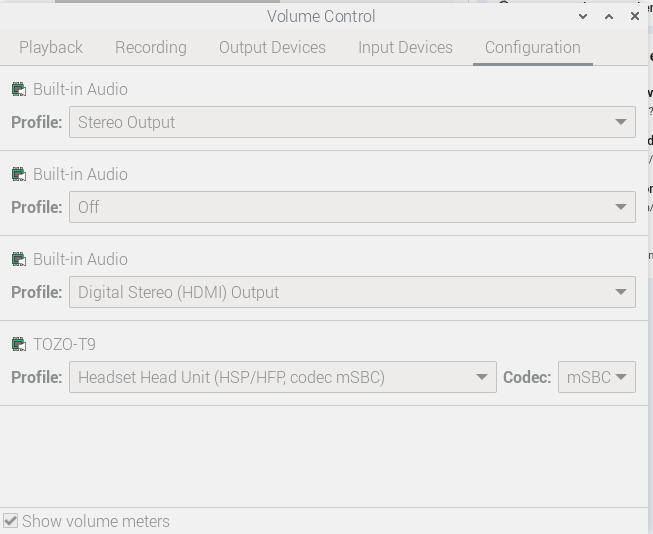 Volume Control
Playback Recording Output Devices Input Devices Configuration
Built-in Audio
Profile: Stereo Output
Built-in Audio
Profile: Off
Built-in Audio
Profile: Digital Stereo (HDMI) Output
TOZO-T9
Profile: Headset Head Unit (HSP/HFP, codec mSBC) Codec: mSBC
Show volume meters